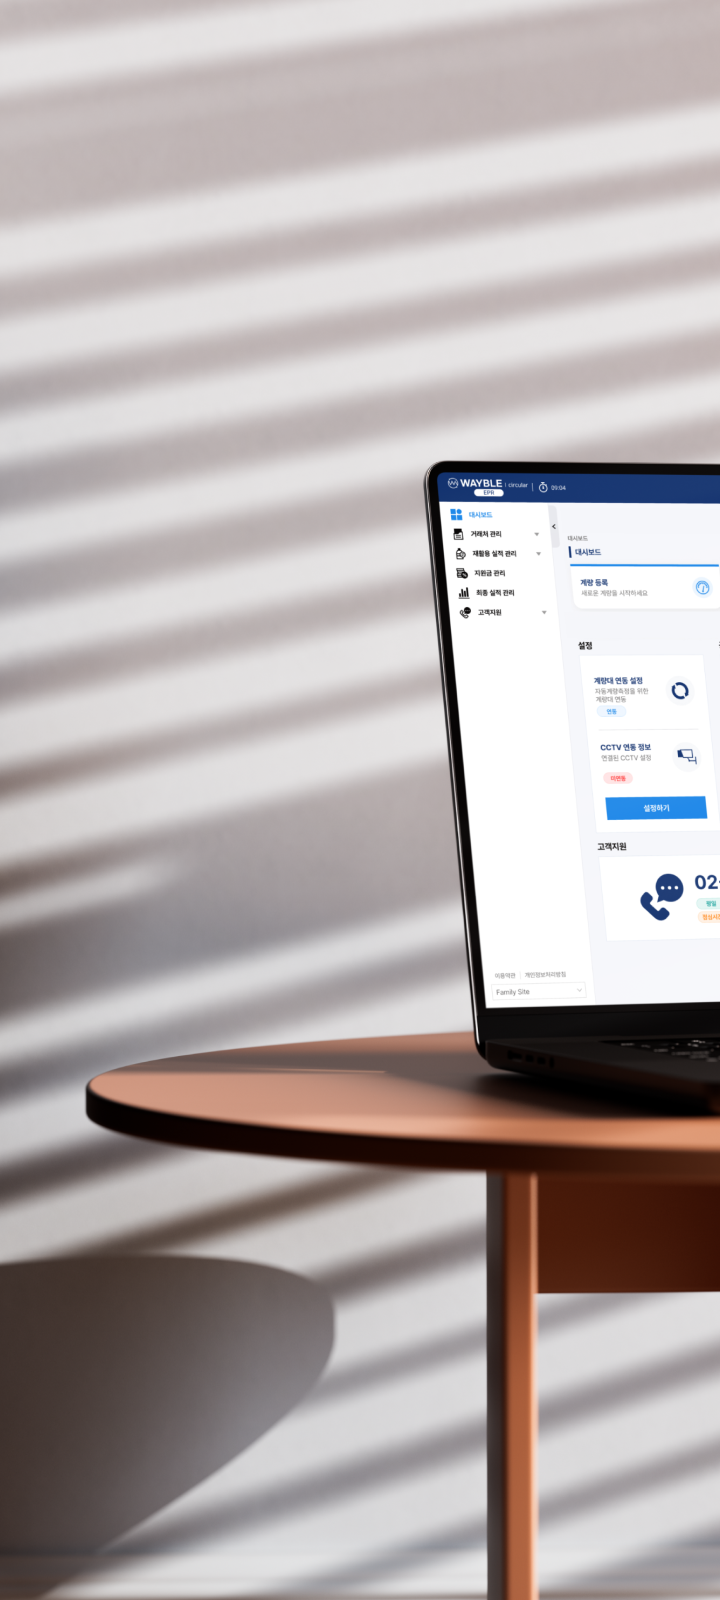 WAYBLE circular 09:04
EPR
대시보드
거래처 관리
재활용 실적 관리
지원금 관리
최종 실적 관리
고객지원
이용약관 | 개인정보처리방침
Family Site
대시보드
대시보드
계량 등록
새로운 계량을 시작하세요
설정
계량대 연동 설정
자동계량측정을 위한
계량대 연동
연동
CCTV 연동 정보
연결된 CCTV 설정
미연동
설정하기
고객지원
02-
평일
점심시간